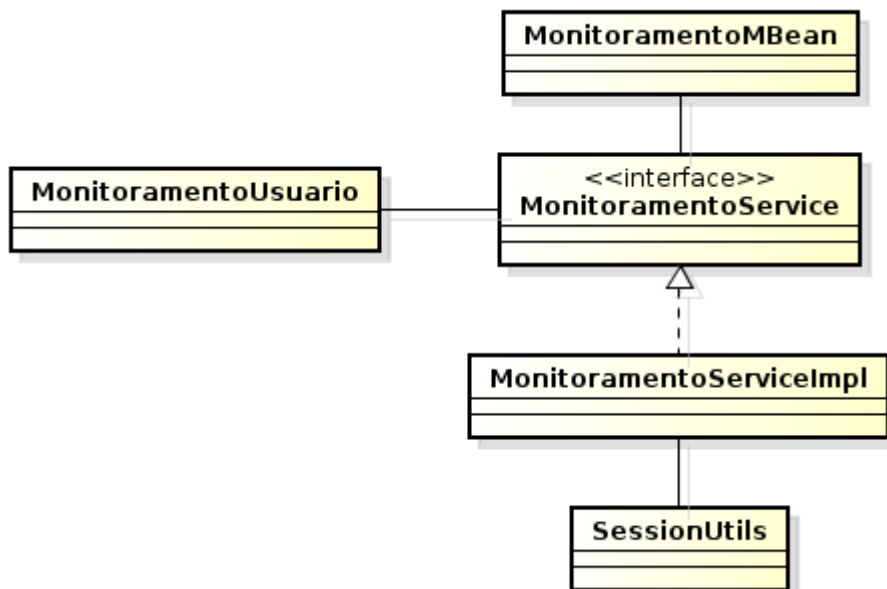 MonitoramentoMBean
MonitoramentoUsuario
<<interface>>
MonitoramentoService
MonitoramentoServiceImpl
SessionUtils